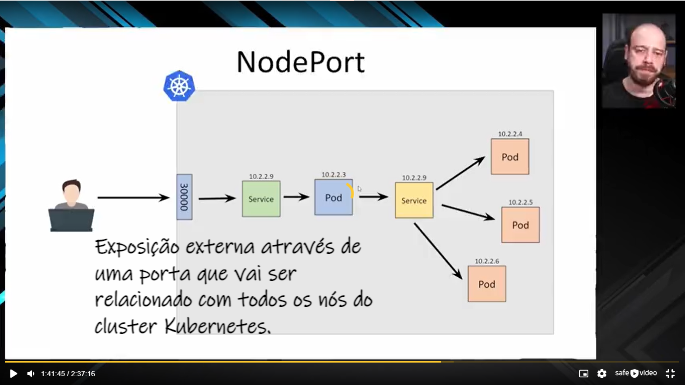 NodePort
10.2.2.4
Pod
10.2.2.9
10.2.2.3
10.2.2.9
30000
Service
Pod
Service
10.2.2.5
Pod
Exposição externa através de
uma porta que vai ser
relacionado com todos os nós do
cluster Kubernetes.
10.2.2.6
Pod
1:41:45 / 2:37:16
safe video